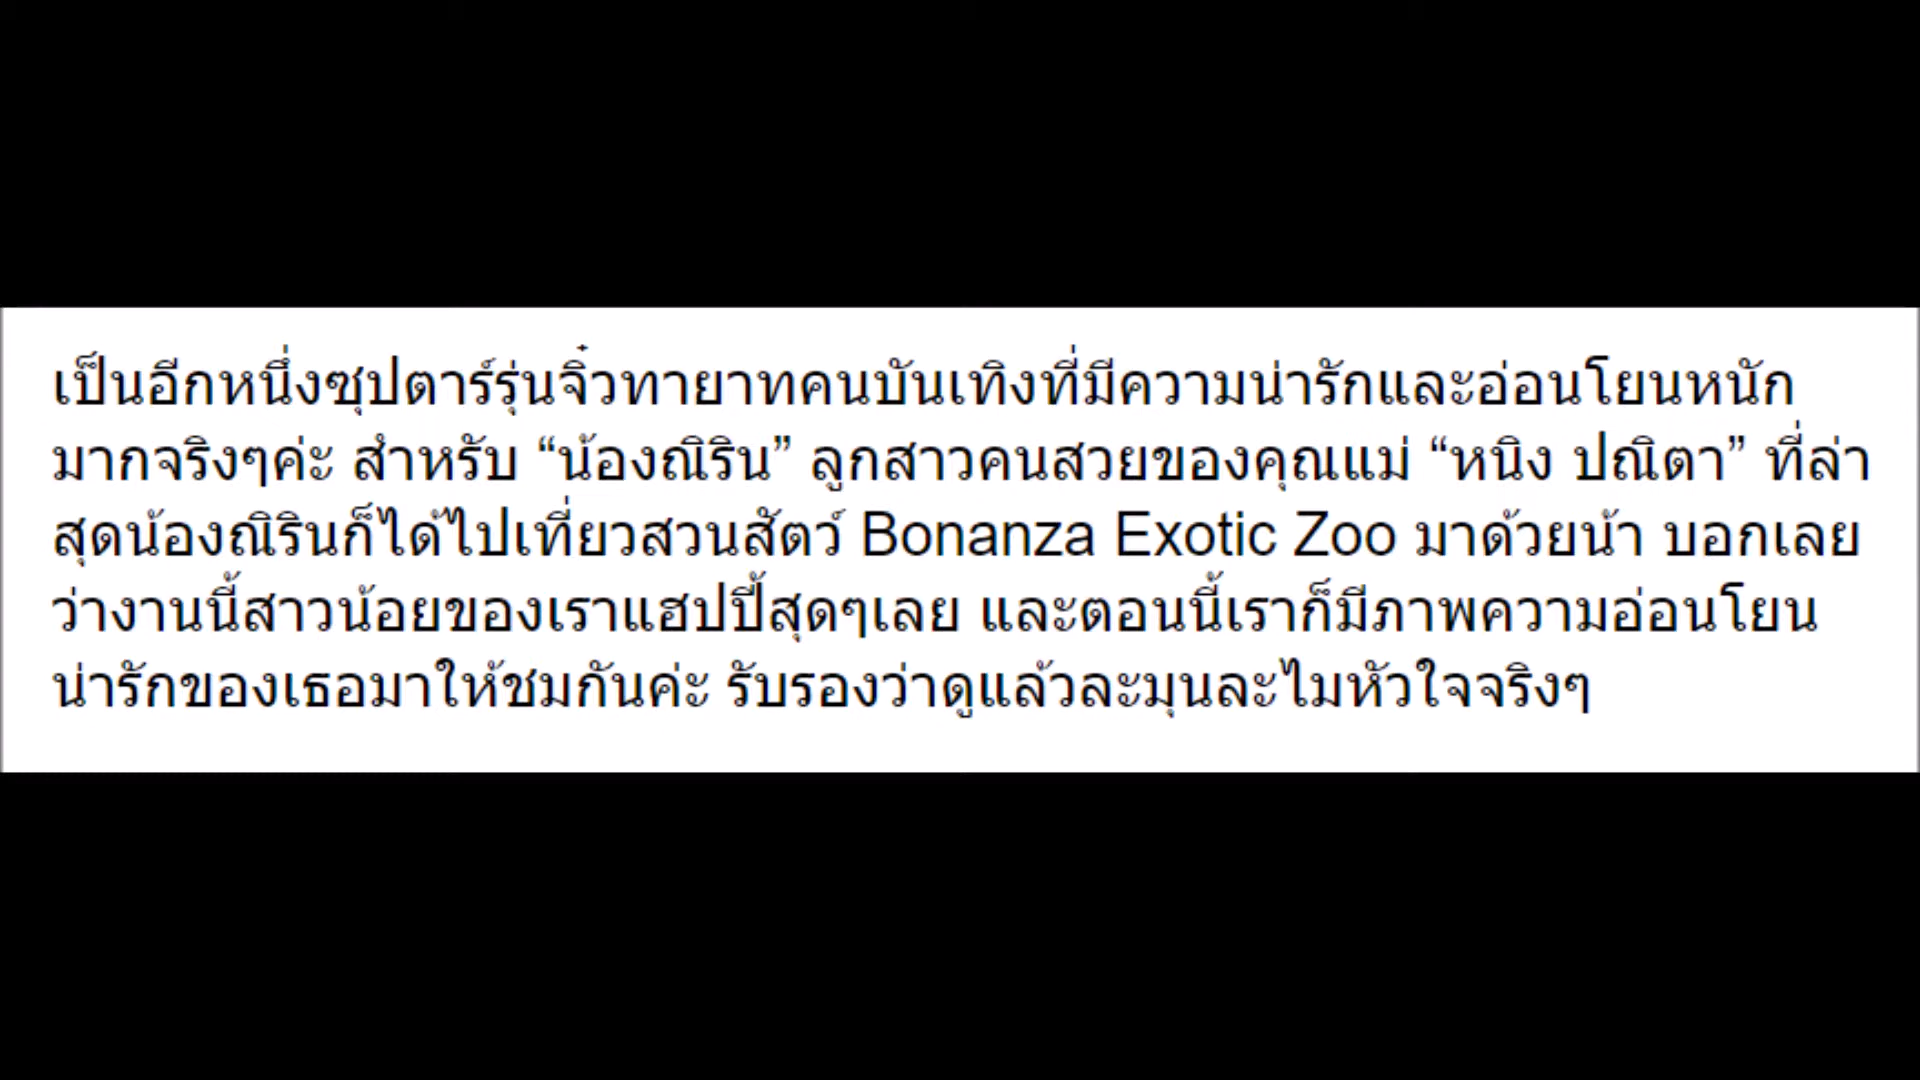 เป็นอีกหนึ่งซุปตาร์รุ่นจิ๋วทายาทคนบันเทิงที่มีความน่ารักและอ่อนโยนหนัก
มากจริงๆค่ะ สำหรับ “น้องณิริน” ลูกสาวคนสวยของคุณแม่ “หนิง ปณิตา” ที่ล่า
สุดน้องณิรินก็ได้ไปเที่ยวสวนสัตว์ Bonanza Exotic Zoo มาด้วยน้า บอกเลย
ว่างานนี้สาวน้อยของเราแฮปปี้สุดๆเลย และตอนนี้เราก็มีภาพความอ่อนโยน
น่ารักของเธอมาให้ชมกันค่ะ รับรองว่าดูแล้วละมุนละไมหัวใจจริงๆ